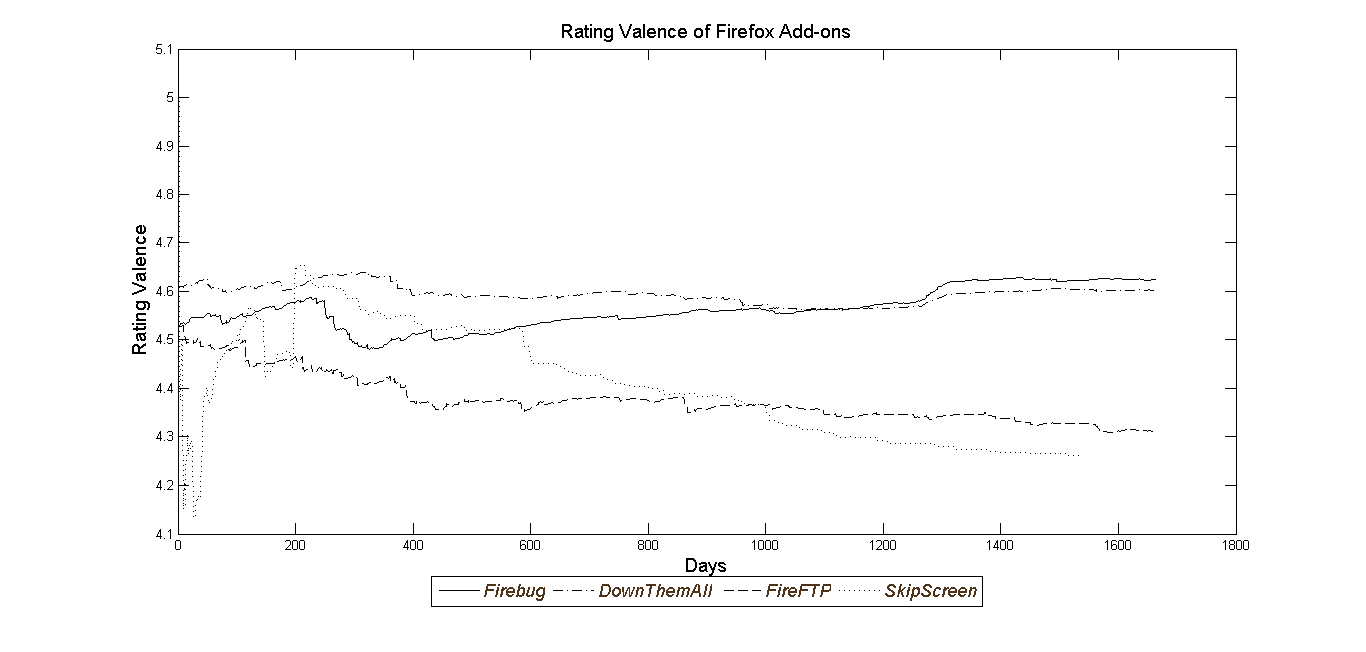 Rating Valence of Firefox Add-ons
5.1
5
4.9
4.8
4.7
4.6
4.5
4.4
4.3
4.2
4.1
Rating Valence
0 200 400 600 800 1000 1200 1400 1600 1800
Days
Firebug DownThemAll FireFTP SkipScreen